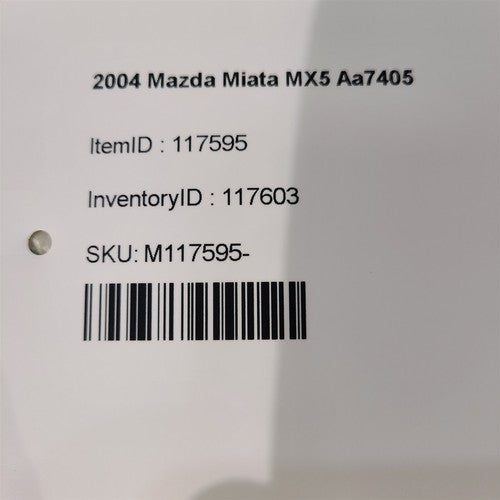 2004 Mazda Miata MX5 Aa7405
ItemID : 117595
InventoryID : 117603
SKU: M117595-